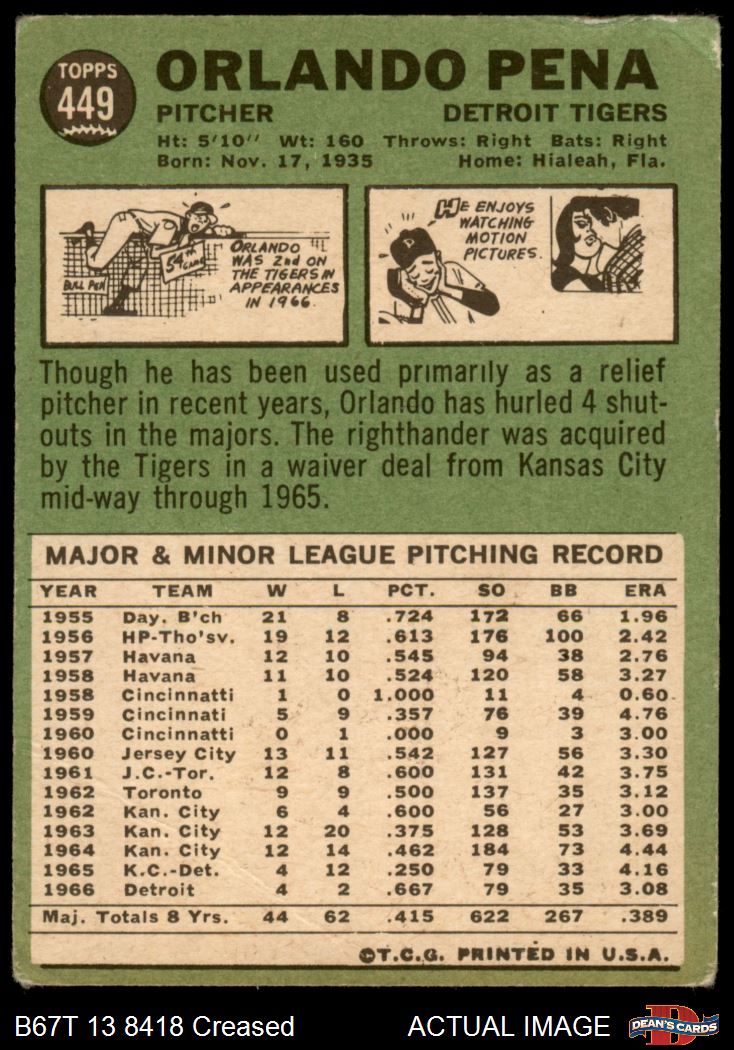 TOPPS
449
ORLANDO PENA
PITCHER DETROIT TIGERS
Ht: 5'10" Wt: 160 Throws: Right Bats: Right
Born: Nov. 17, 1935 Home: Hialeah, Fla.
54TH GAME
BULL PEN
ORLANDO
WAS 2nd ON
THE TIGERS IN
APPEARANCES
IN 1966.
HE ENJOYS
WATCHING
MOTION
PICTURES.
D
Though he has been used primarily as a relief
pitcher in recent years, Orlando has hurled 4 shut-
outs in the majors. The righthander was acquired
by the Tigers in a waiver deal from Kansas City
mid-way through 1965.
MAJOR & MINOR LEAGUE PITCHING RECORD
YEAR TEAM W L PCT. SO BB ERA
1955 Day. B'ch 21 8 .724 172 66 1.96
1956 HP-Tho'sv. 19 12 .613 176 100 2.42
1957 Havana 12 10 .545 94 38 2.76
1958 Havana 11 10 .524 120 58 3.27
1958 Cincinnatti 1 0 1.000 11 4 0.60
1959 Cincinnati 5 9 .357 76 39 4.76
1960 Cincinnatti 0 1 .000 9 3 3.00
1960 Jersey City 13 11 .542 127 56 3.30
1961 J.C.-Tor. 12 8 .600 131 42 3.75
1962 Toronto 9 9 .500 137 35 3.12
1962 Kan. City 6 4 .600 56 27 3.00
1963 Kan. City 12 20 .375 128 53 3.69
1964 Kan. City 12 14 .462 184 73 4.44
1965 K.C.-Det. 4 12 .250 79 33 4.16
1966 Detroit 4 2 .667 79 35 3.08
Maj. Totals 8 Yrs. 44 62 .415 622 267 .389
©T.C.G. PRINTED IN U.S.A.
B67T 13 8418 Creased ACTUAL IMAGE
DEAN'S CARDS